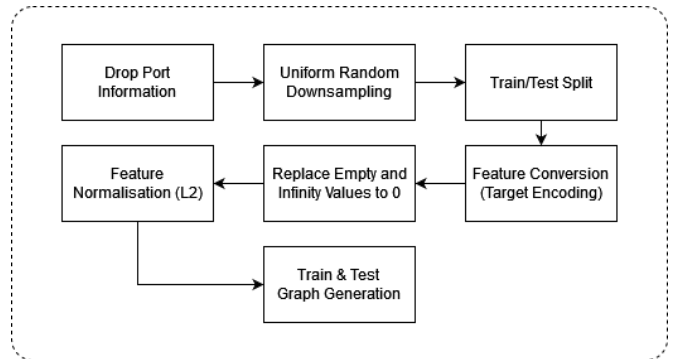 Drop Port
Information
Uniform Random
Downsampling
Train/Test Split
Feature Conversion
(Target Encoding)
Replace Empty and
Infinity Values to 0
Feature
Normalisation (L2)
Train & Test
Graph Generation